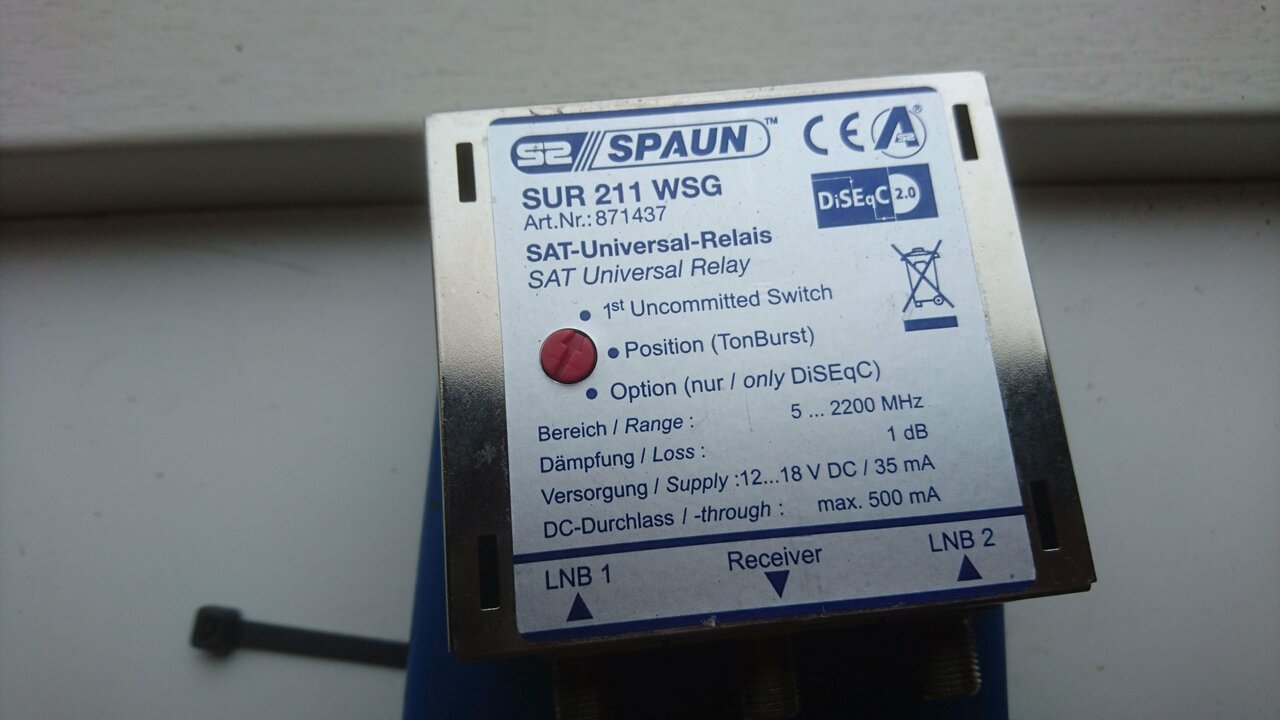 SPAUN™ CE
SUR 211 WSG
Art.Nr.: 871437
DiSEqC 2.0
SAT-Universal-Relais
SAT Universal Relay
• 1st Uncommitted Switch
• Position (TonBurst)
• Option (nur / only DiSEqC)
Bereich / Range : 5 ... 2200 MHz
Dämpfung / Loss : 1 dB
Versorgung / Supply :12...18 V DC / 35 mA
DC-Durchlass / -through : max. 500 mA
LNB 1 Receiver LNB 2